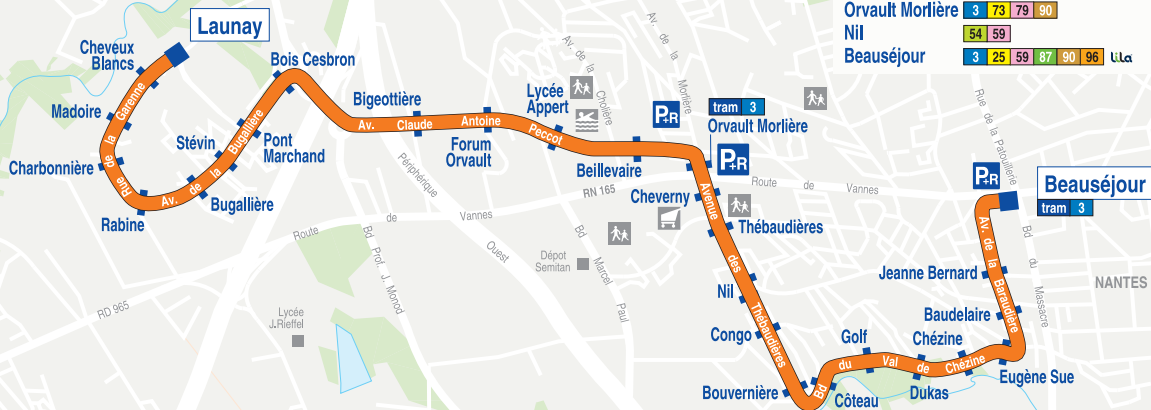 Orvault Morlière 3 73 79 90
Nil 54 59
Beauséjour 3 25 59 87 90 96 Lila
Launay
Cheveux
Blancs
Madoire
Charbonnière
Rabine
Rue de la Garenne
Av. de la Bugallière
Stévin
Pont
Marchand
Bugallière
Bois Cesbron
Bigeottière
Av. Claude Antoine Peccot
Forum
Orvault
Lycée
Appert
Beillevaire
Av. de la Cholière
Av. de la Morlière
P+R
tram 3
Orvault Morlière
P+R
Cheverny
Thébaudières
Avenue des Thébaudières
Nil
Congo
Bouvernière
Côteau
Bd du Val de Chézine
Golf
Dukas
Chézine
Eugène Sue
Baudelaire
Jeanne Bernard
Av. de la Baraudière
P+R
Beauséjour
tram 3
Rue de la Patouillerie
Bd du Massacre
NANTES
Route de Vannes
RN 165
Route de Vannes
RD 965
Périphérique Ouest
Bd Prof. J. Monod
Bd Marcel Paul
Dépôt
Semitan
Lycée
J.Rieffel